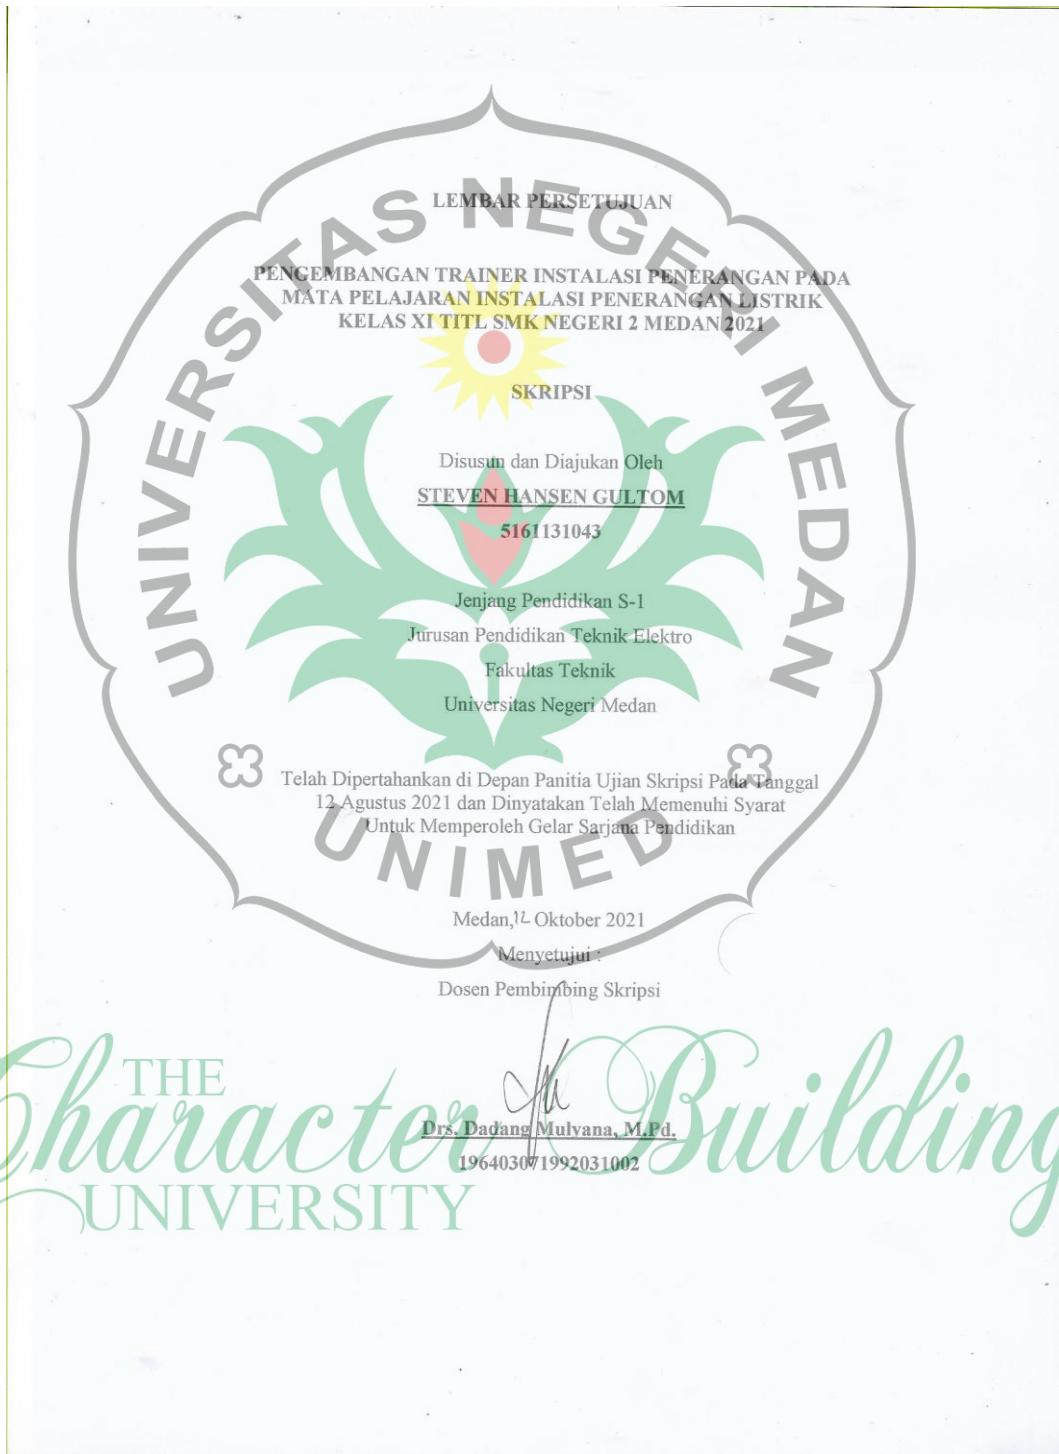 LEMBAR PERSETUJUAN
PENGEMBANGAN TRAINER INSTALASI PENERANGAN PADA
MATA PELAJARAN INSTALASI PENERANGAN LISTRIK
KELAS XI TITL SMK NEGERI 2 MEDAN 2021
SKRIPSI
Disusun dan Diajukan Oleh
STEVEN HANSEN GULTOM
5161131043
Jenjang Pendidikan S-1
Jurusan Pendidikan Teknik Elektro
Fakultas Teknik
Universitas Negeri Medan
Telah Dipertahankan di Depan Panitia Ujian Skripsi Pada Tanggal
12 Agustus 2021 dan Dinyatakan Telah Memenuhi Syarat
Untuk Memperoleh Gelar Sarjana Pendidikan
Medan, 12 Oktober 2021
Menyetujui :
Dosen Pembimbing Skripsi
Drs. Dadang Mulyana, M.Pd.
196403071992031002
UNIVERSITAS NEGERI MEDAN
UNIMED
THE
Character Building
UNIVERSITY